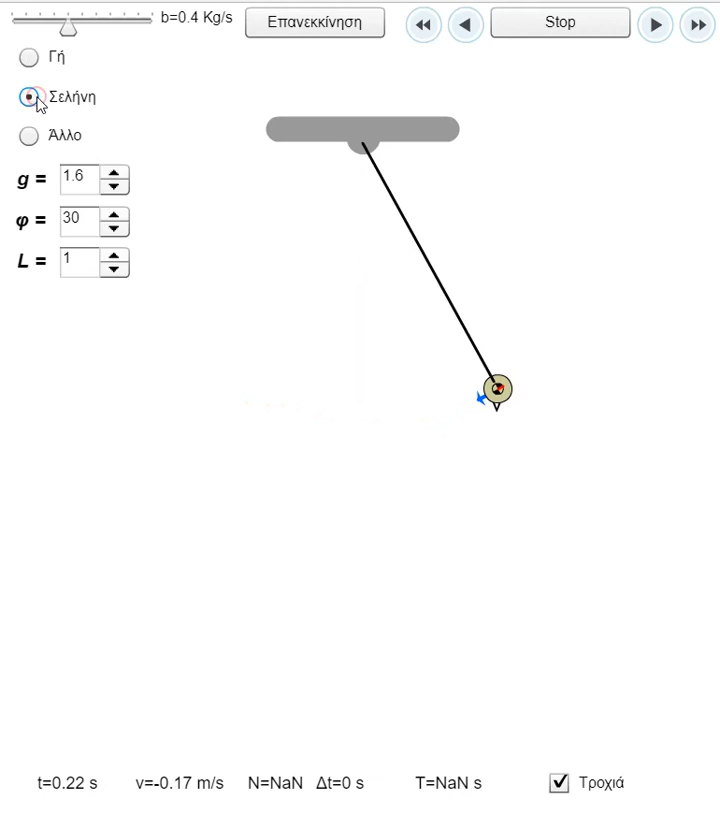 b=0.4 Kg/s Επανεκκίνηση Stop
Γή
Σελήνη
Άλλο
g = 1.6
φ = 30
L = 1
t=0.22 s v=-0.17 m/s N=NaN Δt=0 s T=NaN s Τροχιά